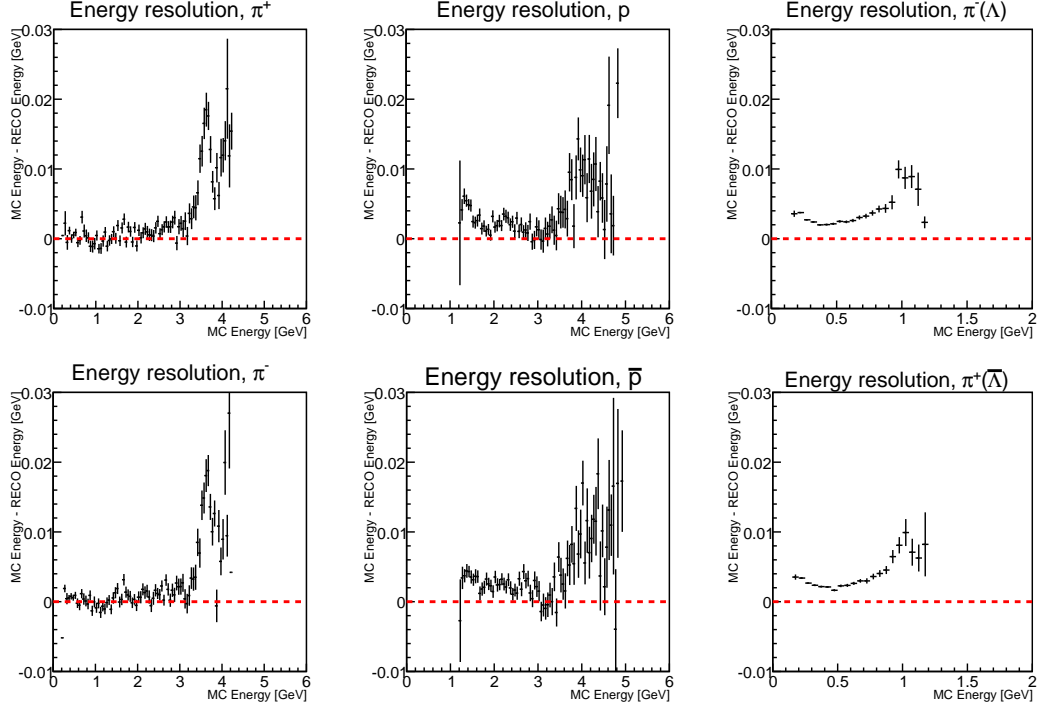 Energy resolution, π⁺
MC Energy - RECO Energy [GeV]
0.03
0.02
0.01
0
-0.01
0 1 2 3 4 5 6
MC Energy [GeV]
Energy resolution, p
MC Energy - RECO Energy [GeV]
0.03
0.02
0.01
0
-0.01
0 1 2 3 4 5 6
MC Energy [GeV]
Energy resolution, π⁻(Λ)
MC Energy - RECO Energy [GeV]
0.03
0.02
0.01
0
-0.01
0 0.5 1 1.5 2
MC Energy [GeV]
Energy resolution, π⁻
MC Energy - RECO Energy [GeV]
0.03
0.02
0.01
0
-0.01
0 1 2 3 4 5 6
MC Energy [GeV]
Energy resolution, p̅
MC Energy - RECO Energy [GeV]
0.03
0.02
0.01
0
-0.01
0 1 2 3 4 5 6
MC Energy [GeV]
Energy resolution, π⁺(Λ̅)
MC Energy - RECO Energy [GeV]
0.03
0.02
0.01
0
-0.01
0 0.5 1 1.5 2
MC Energy [GeV]